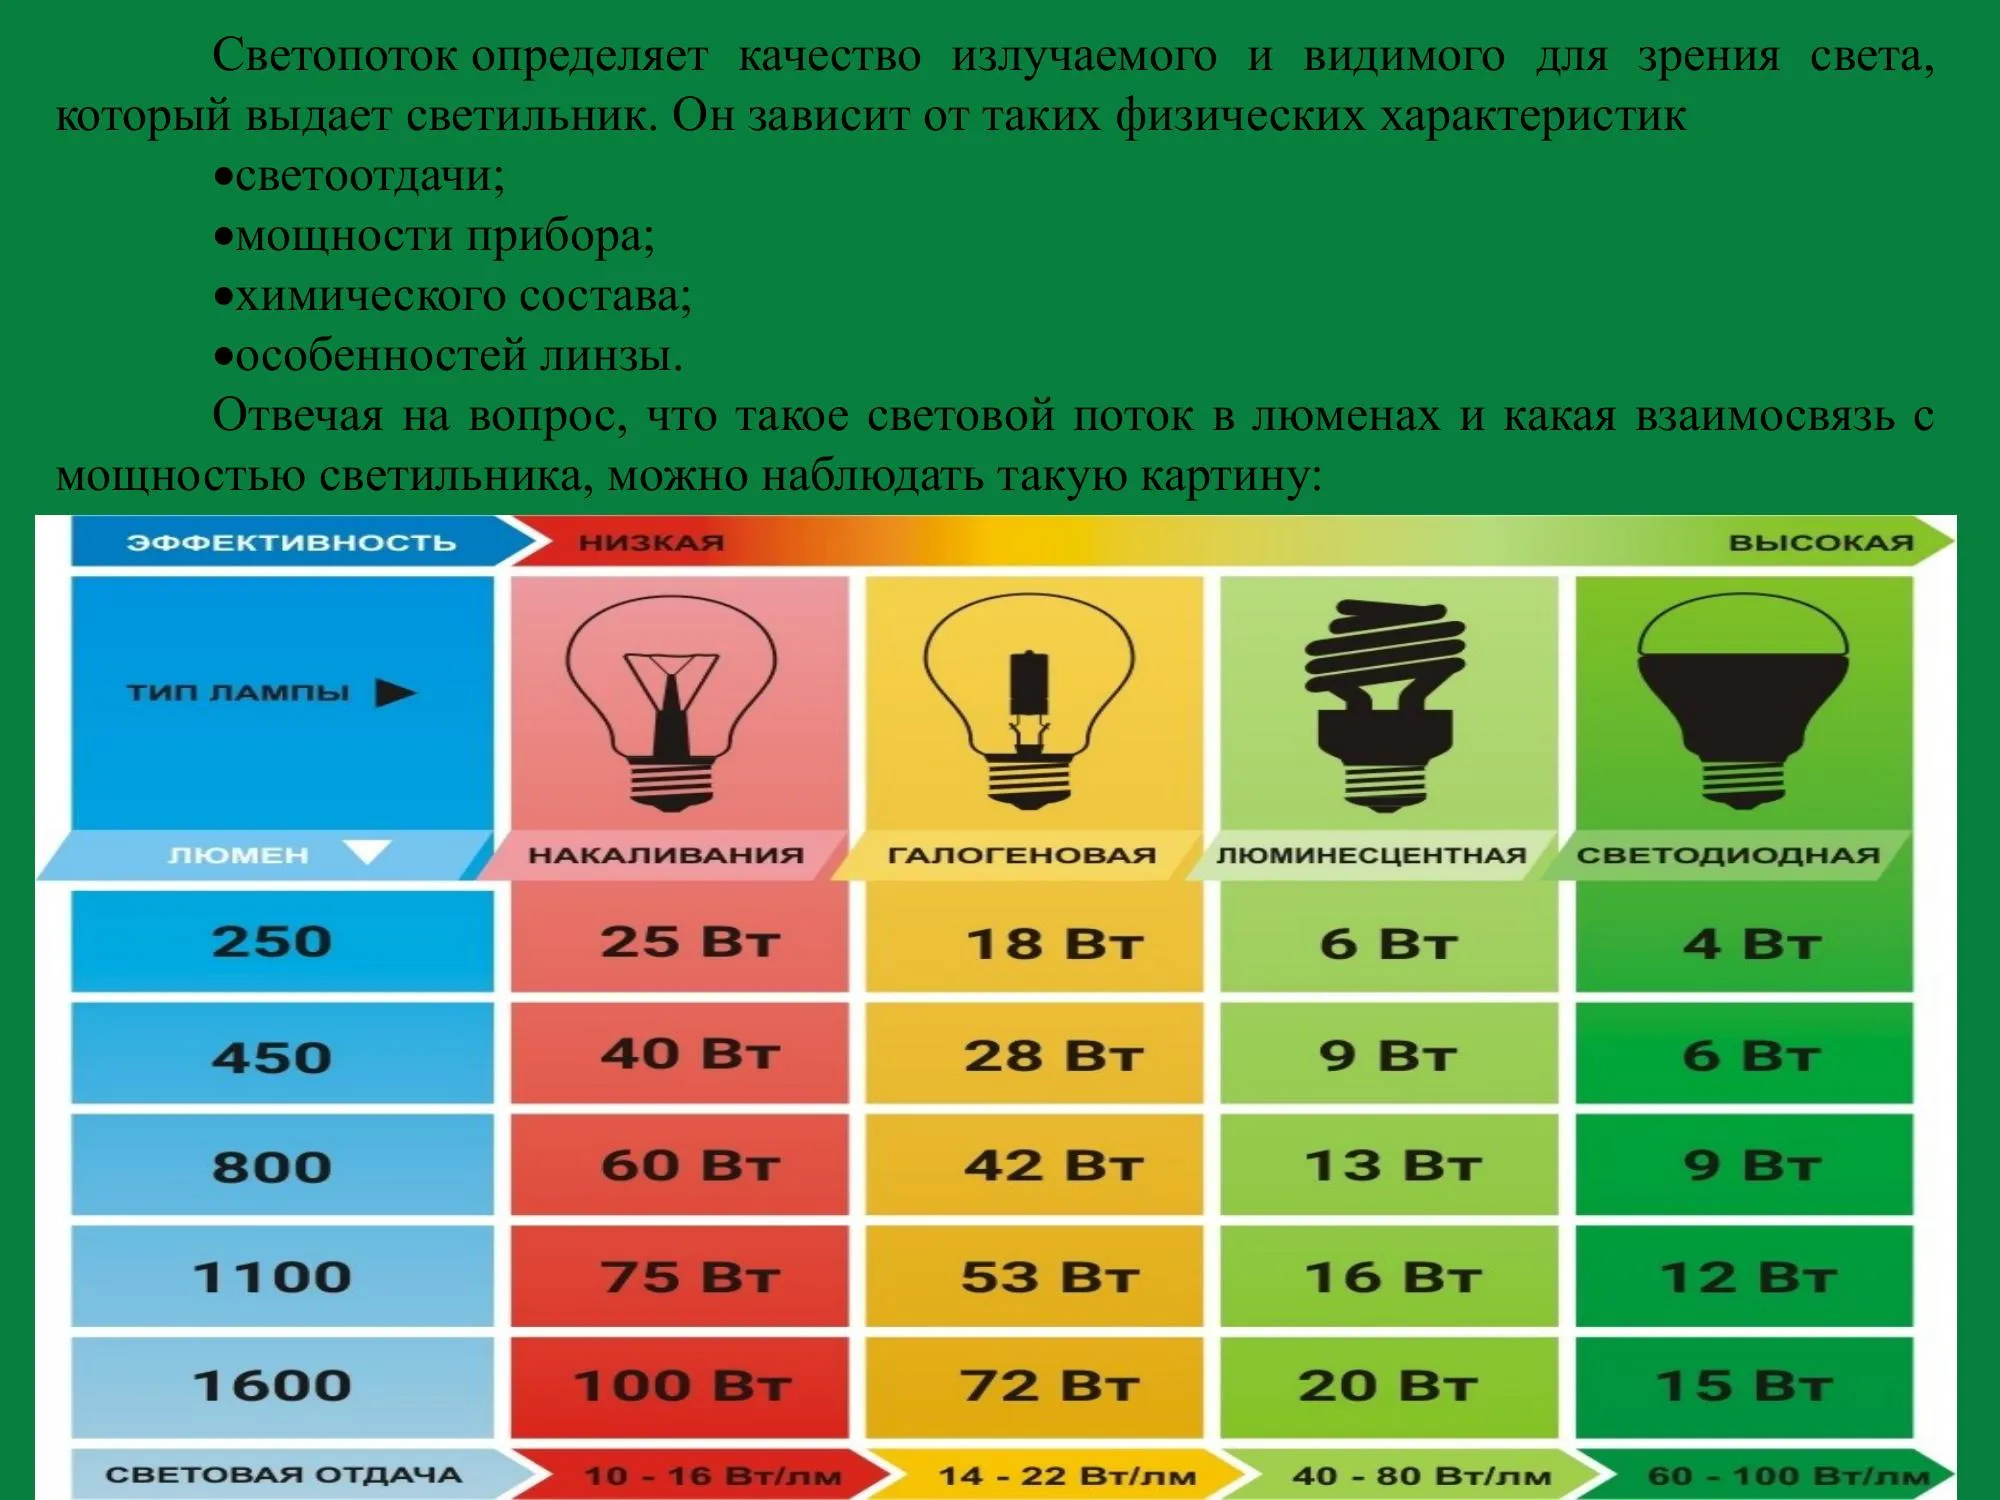 Светопоток определяет качество излучаемого и видимого для зрения света,
который выдает светильник. Он зависит от таких физических характеристик
•светоотдачи;
•мощности прибора;
•химического состава;
•особенностей линзы.
Отвечая на вопрос, что такое световой поток в люменах и какая взаимосвязь с
мощностью светильника, можно наблюдать такую картину:
ЭФФЕКТИВНОСТЬ НИЗКАЯ ВЫСОКАЯ
ТИП ЛАМПЫ
ЛЮМЕН НАКАЛИВАНИЯ ГАЛОГЕНОВАЯ ЛЮМИНЕСЦЕНТНАЯ СВЕТОДИОДНАЯ
250 25 Вт 18 Вт 6 Вт 4 Вт
450 40 Вт 28 Вт 9 Вт 6 Вт
800 60 Вт 42 Вт 13 Вт 9 Вт
1100 75 Вт 53 Вт 16 Вт 12 Вт
1600 100 Вт 72 Вт 20 Вт 15 Вт
СВЕТОВАЯ ОТДАЧА 10 - 16 Вт/лм 14 - 22 Вт/лм 40 - 80 Вт/лм 60 - 100 Вт/лм